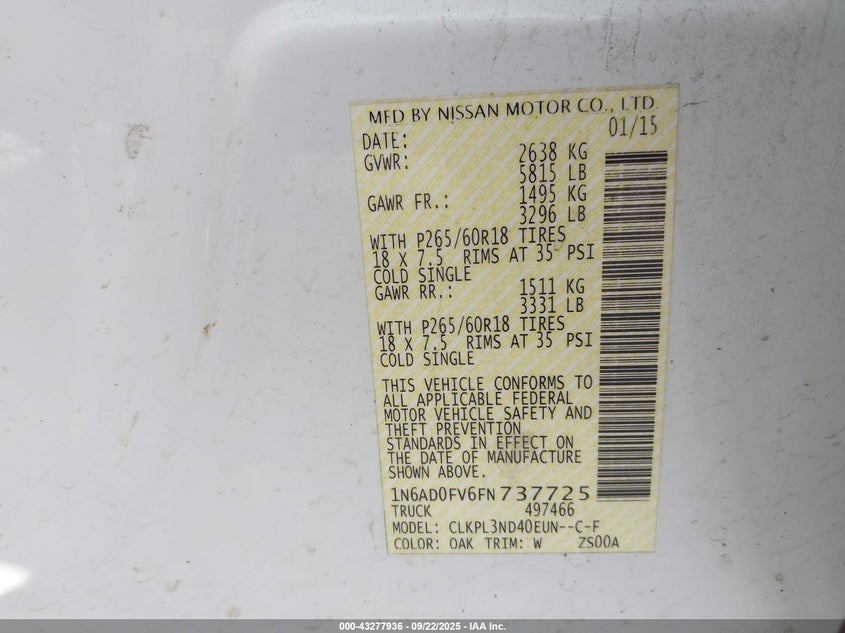 MFD BY NISSAN MOTOR CO., LTD.
DATE: 01/15
GVWR: 2638 KG
5815 LB
GAWR FR.: 1495 KG
3296 LB
WITH P265/60R18 TIRES
18 X 7.5 RIMS AT 35 PSI
COLD SINGLE
GAWR RR.: 1511 KG
3331 LB
WITH P265/60R18 TIRES
18 X 7.5 RIMS AT 35 PSI
COLD SINGLE
THIS VEHICLE CONFORMS TO
ALL APPLICABLE FEDERAL
MOTOR VEHICLE SAFETY AND
THEFT PREVENTION
STANDARDS IN EFFECT ON
THE DATE OF MANUFACTURE
SHOWN ABOVE.
1N6AD0FV6FN737725
TRUCK 497466
MODEL: CLKPL3ND40EUN--C-F
COLOR: OAK TRIM: W ZS00A
000-43277936 - 09/22/2025 - IAA Inc.